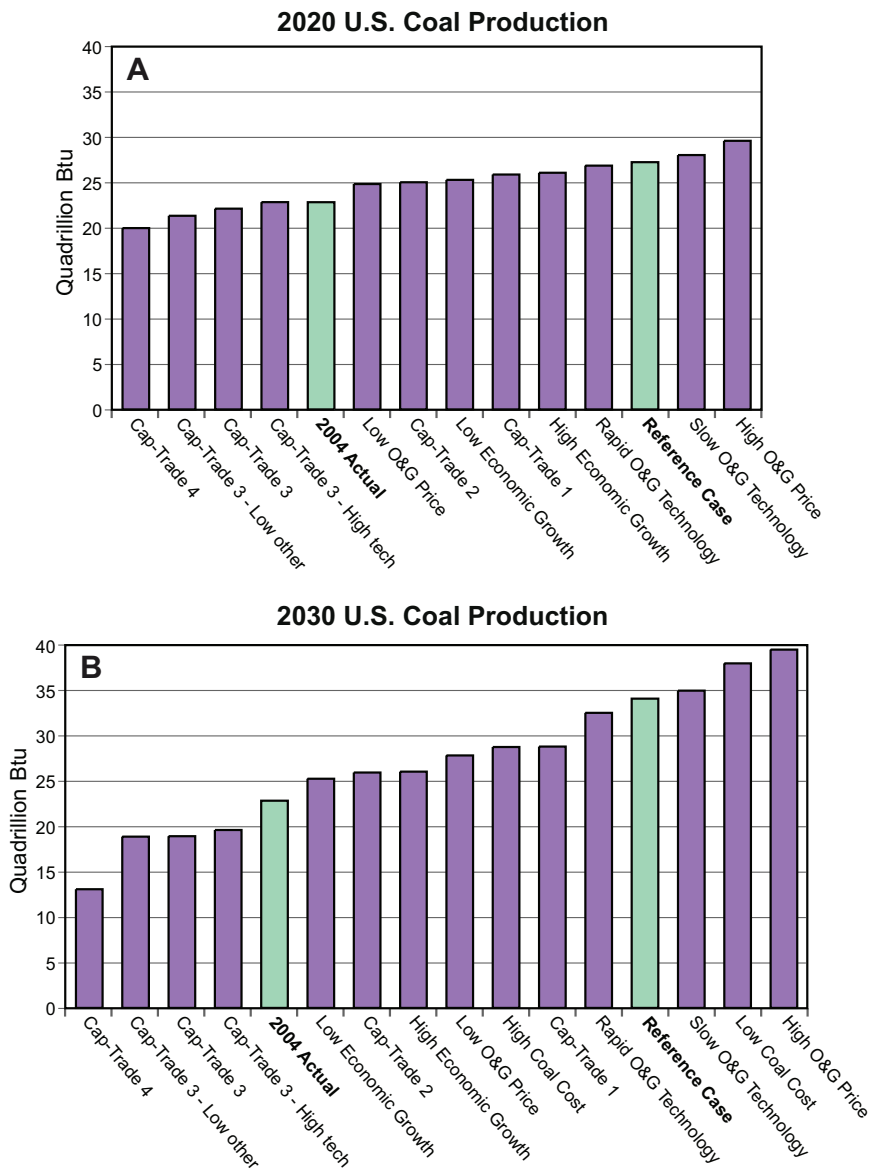 2020 U.S. Coal Production
A
Quadrillion Btu
40
35
30
25
20
15
10
5
0
Cap-Trade 4
Cap-Trade 3 - Low other
Cap-Trade 3
Cap-Trade 3 - High tech
2004 Actual
Low O&G Price
Cap-Trade 2
Low Economic Growth
Cap-Trade 1
High Economic Growth
Rapid O&G Technology
Reference Case
Slow O&G Technology
High O&G Price
2030 U.S. Coal Production
B
Quadrillion Btu
40
35
30
25
20
15
10
5
0
Cap-Trade 4
Cap-Trade 3 - Low other
Cap-Trade 3
Cap-Trade 3 - High tech
2004 Actual
Low Economic Growth
Cap-Trade 2
High Economic Growth
Low O&G Price
High Coal Cost
Cap-Trade 1
Rapid O&G Technology
Reference Case
Slow O&G Technology
Low Coal Cost
High O&G Price